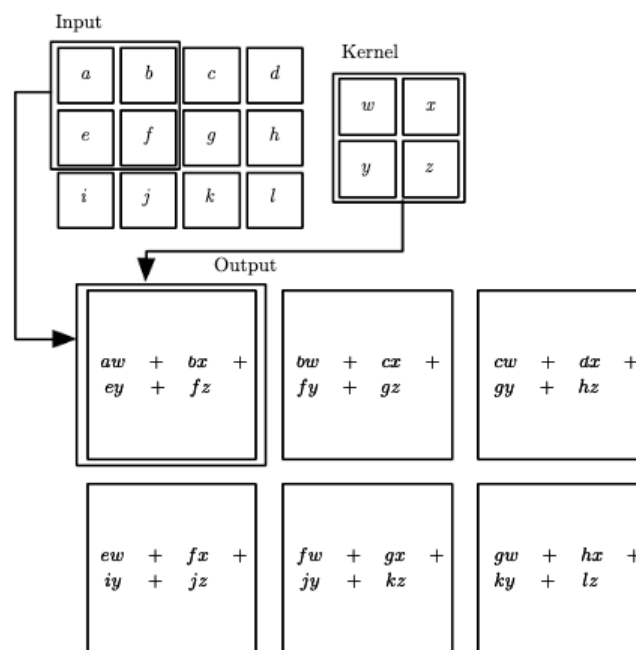 Input
a b c d
e f g h
i j k l
Kernel
w x
y z
Output
aw + bx +
ey + fz
bw + cx +
fy + gz
cw + dx +
gy + hz
ew + fx +
iy + jz
fw + gx +
jy + kz
gw + hx +
ky + lz